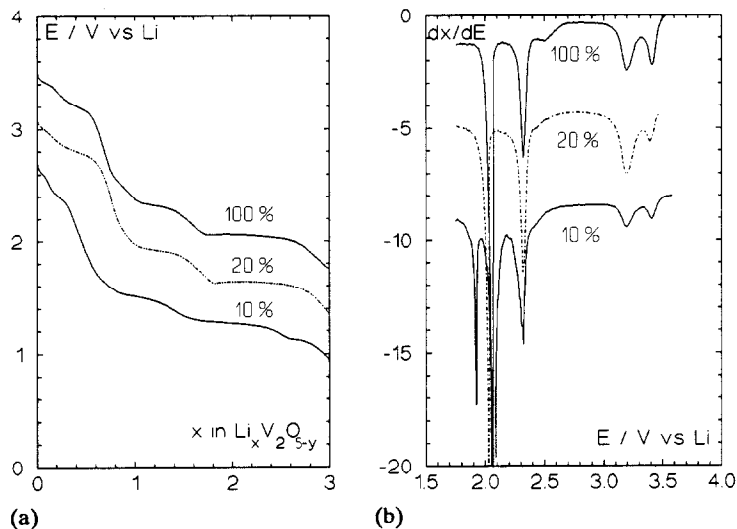 E / V vs Li
4
3
2
1
0
100 %
20 %
10 %
x in LiₓV₂O₅₋y
0 1 2 3
(a)
dx/dE
-0
-5
-10
-15
-20
100 %
20 %
10 %
E / V vs Li
1.5 2.0 2.5 3.0 3.5 4.0
(b)